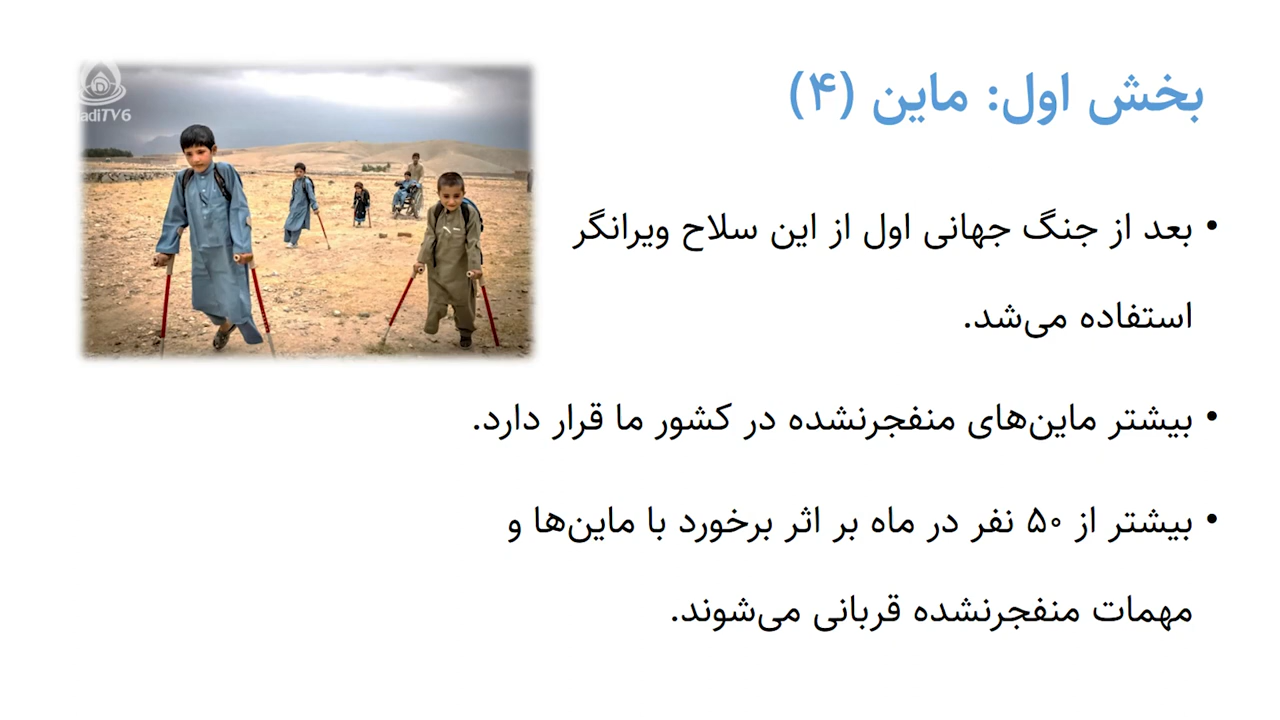 بخش اول: ماین (۴)
• بعد از جنگ جهانی اول از این سلاح ویرانگر
استفاده می‌شد.
• بیشتر ماین‌های منفجرنشده در کشور ما قرار دارد.
• بیشتر از ۵۰ نفر در ماه بر اثر برخورد با ماین‌ها و
مهمات منفجرنشده قربانی می‌شوند.
adiTV6